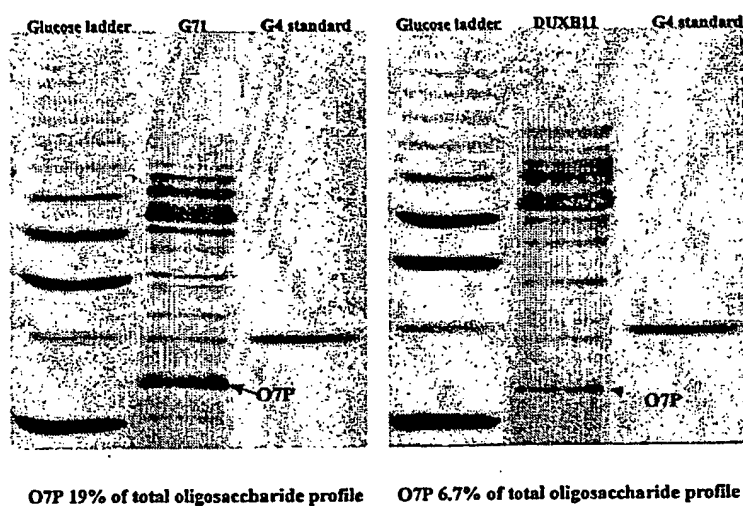 Glucose ladder G71 G4 standard
O7P
O7P 19% of total oligosaccharide profile
Glucose ladder DUXB11 G4 standard
O7P
O7P 6.7% of total oligosaccharide profile